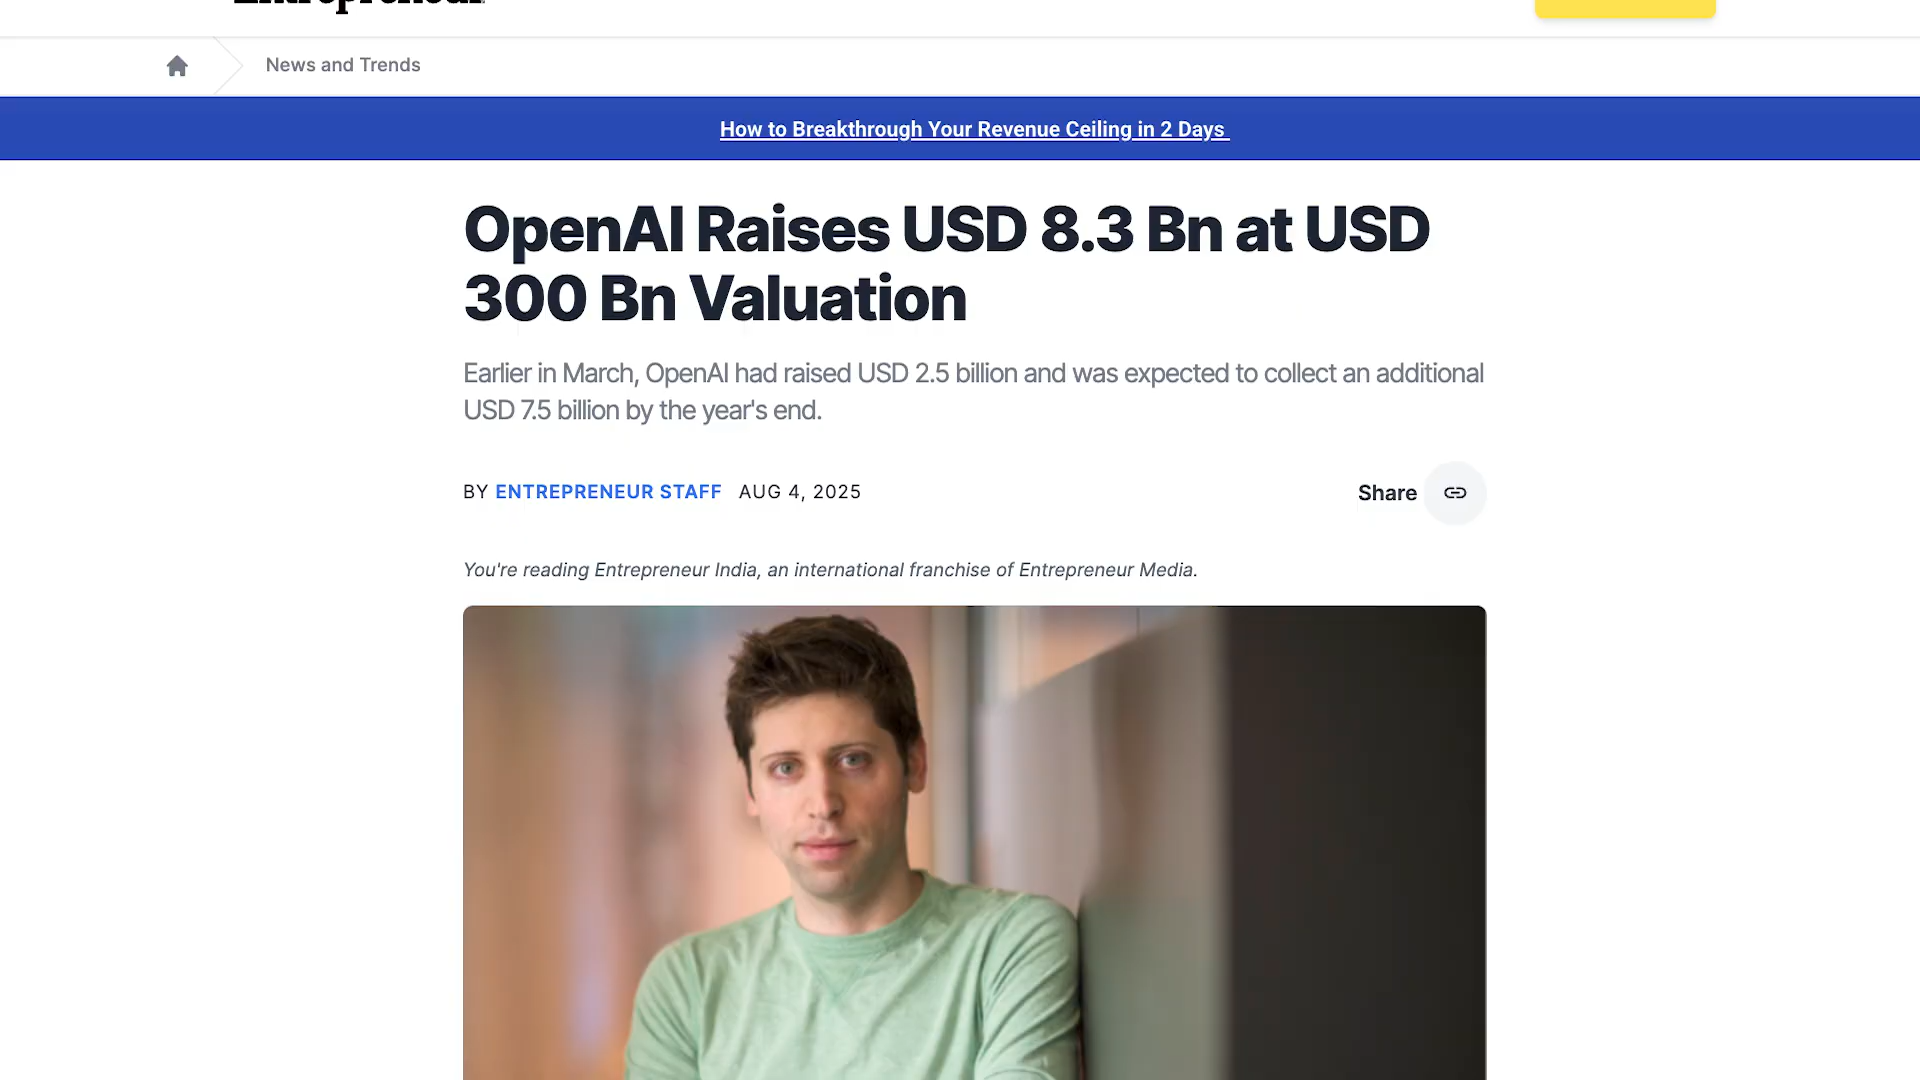 Entrepreneur
News and Trends
How to Breakthrough Your Revenue Ceiling in 2 Days
OpenAI Raises USD 8.3 Bn at USD
300 Bn Valuation
Earlier in March, OpenAI had raised USD 2.5 billion and was expected to collect an additional
USD 7.5 billion by the year's end.
BY ENTREPRENEUR STAFF AUG 4, 2025
Share
You're reading Entrepreneur India, an international franchise of Entrepreneur Media.